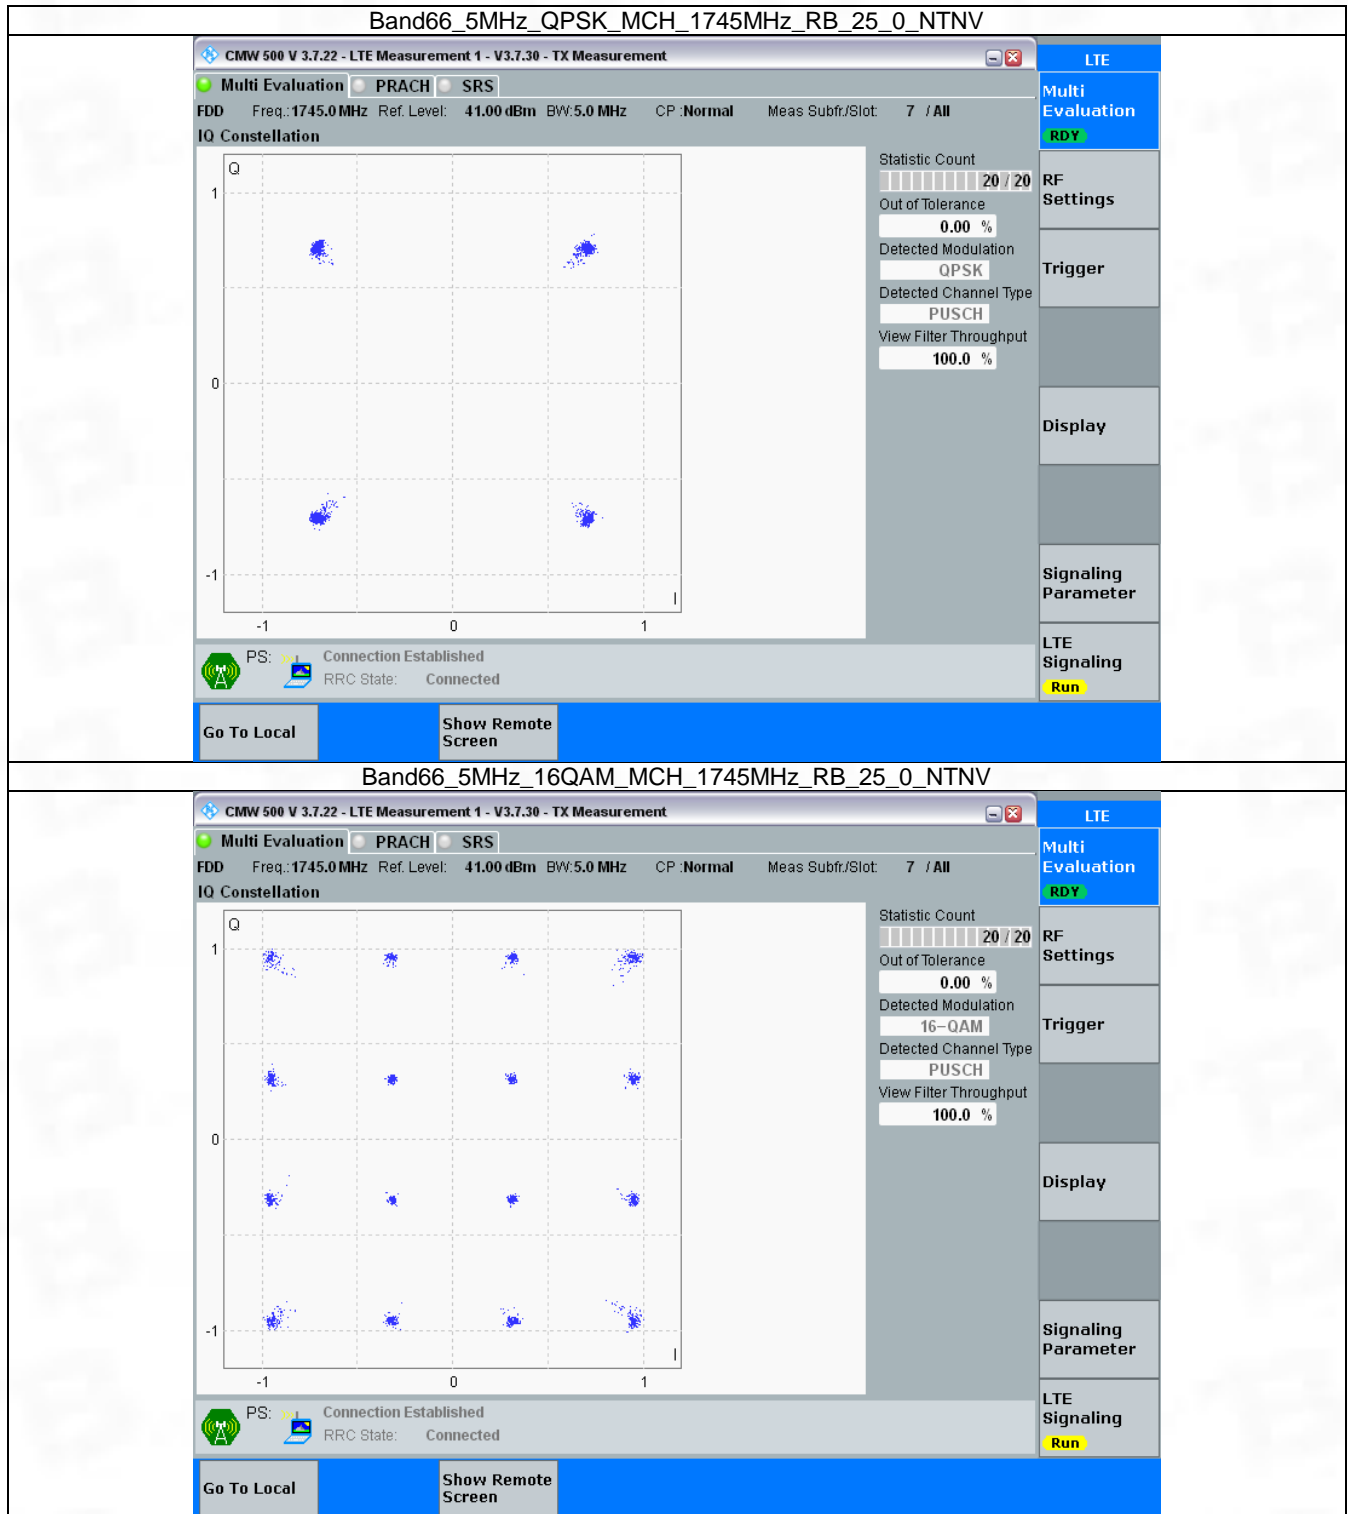 Band66_5MHz_QPSK_MCH_1745MHz_RB_25_0_NTNV
CMW 500 V 3.7.22 - LTE Measurement 1 - V3.7.30 - TX Measurement
LTE
Multi Evaluation PRACH SRS
Multi
Evaluation
RDY
FDD Freq.: 1745.0 MHz Ref. Level: 41.00 dBm BW: 5.0 MHz CP : Normal Meas Subfr./Slot: 7 / All
IQ Constellation
Q
1
0
-1
I
-1 0 1
Statistic Count
20 / 20
Out of Tolerance
0.00 %
Detected Modulation
QPSK
Detected Channel Type
PUSCH
View Filter Throughput
100.0 %
RF
Settings
Trigger
Display
Signaling
Parameter
LTE
Signaling
Run
PS: Connection Established
RRC State: Connected
Go To Local
Show Remote
Screen
Band66_5MHz_16QAM_MCH_1745MHz_RB_25_0_NTNV
CMW 500 V 3.7.22 - LTE Measurement 1 - V3.7.30 - TX Measurement
LTE
Multi Evaluation PRACH SRS
Multi
Evaluation
RDY
FDD Freq.: 1745.0 MHz Ref. Level: 41.00 dBm BW: 5.0 MHz CP : Normal Meas Subfr./Slot: 7 / All
IQ Constellation
Q
1
0
-1
I
-1 0 1
Statistic Count
20 / 20
Out of Tolerance
0.00 %
Detected Modulation
16-QAM
Detected Channel Type
PUSCH
View Filter Throughput
100.0 %
RF
Settings
Trigger
Display
Signaling
Parameter
LTE
Signaling
Run
PS: Connection Established
RRC State: Connected
Go To Local
Show Remote
Screen